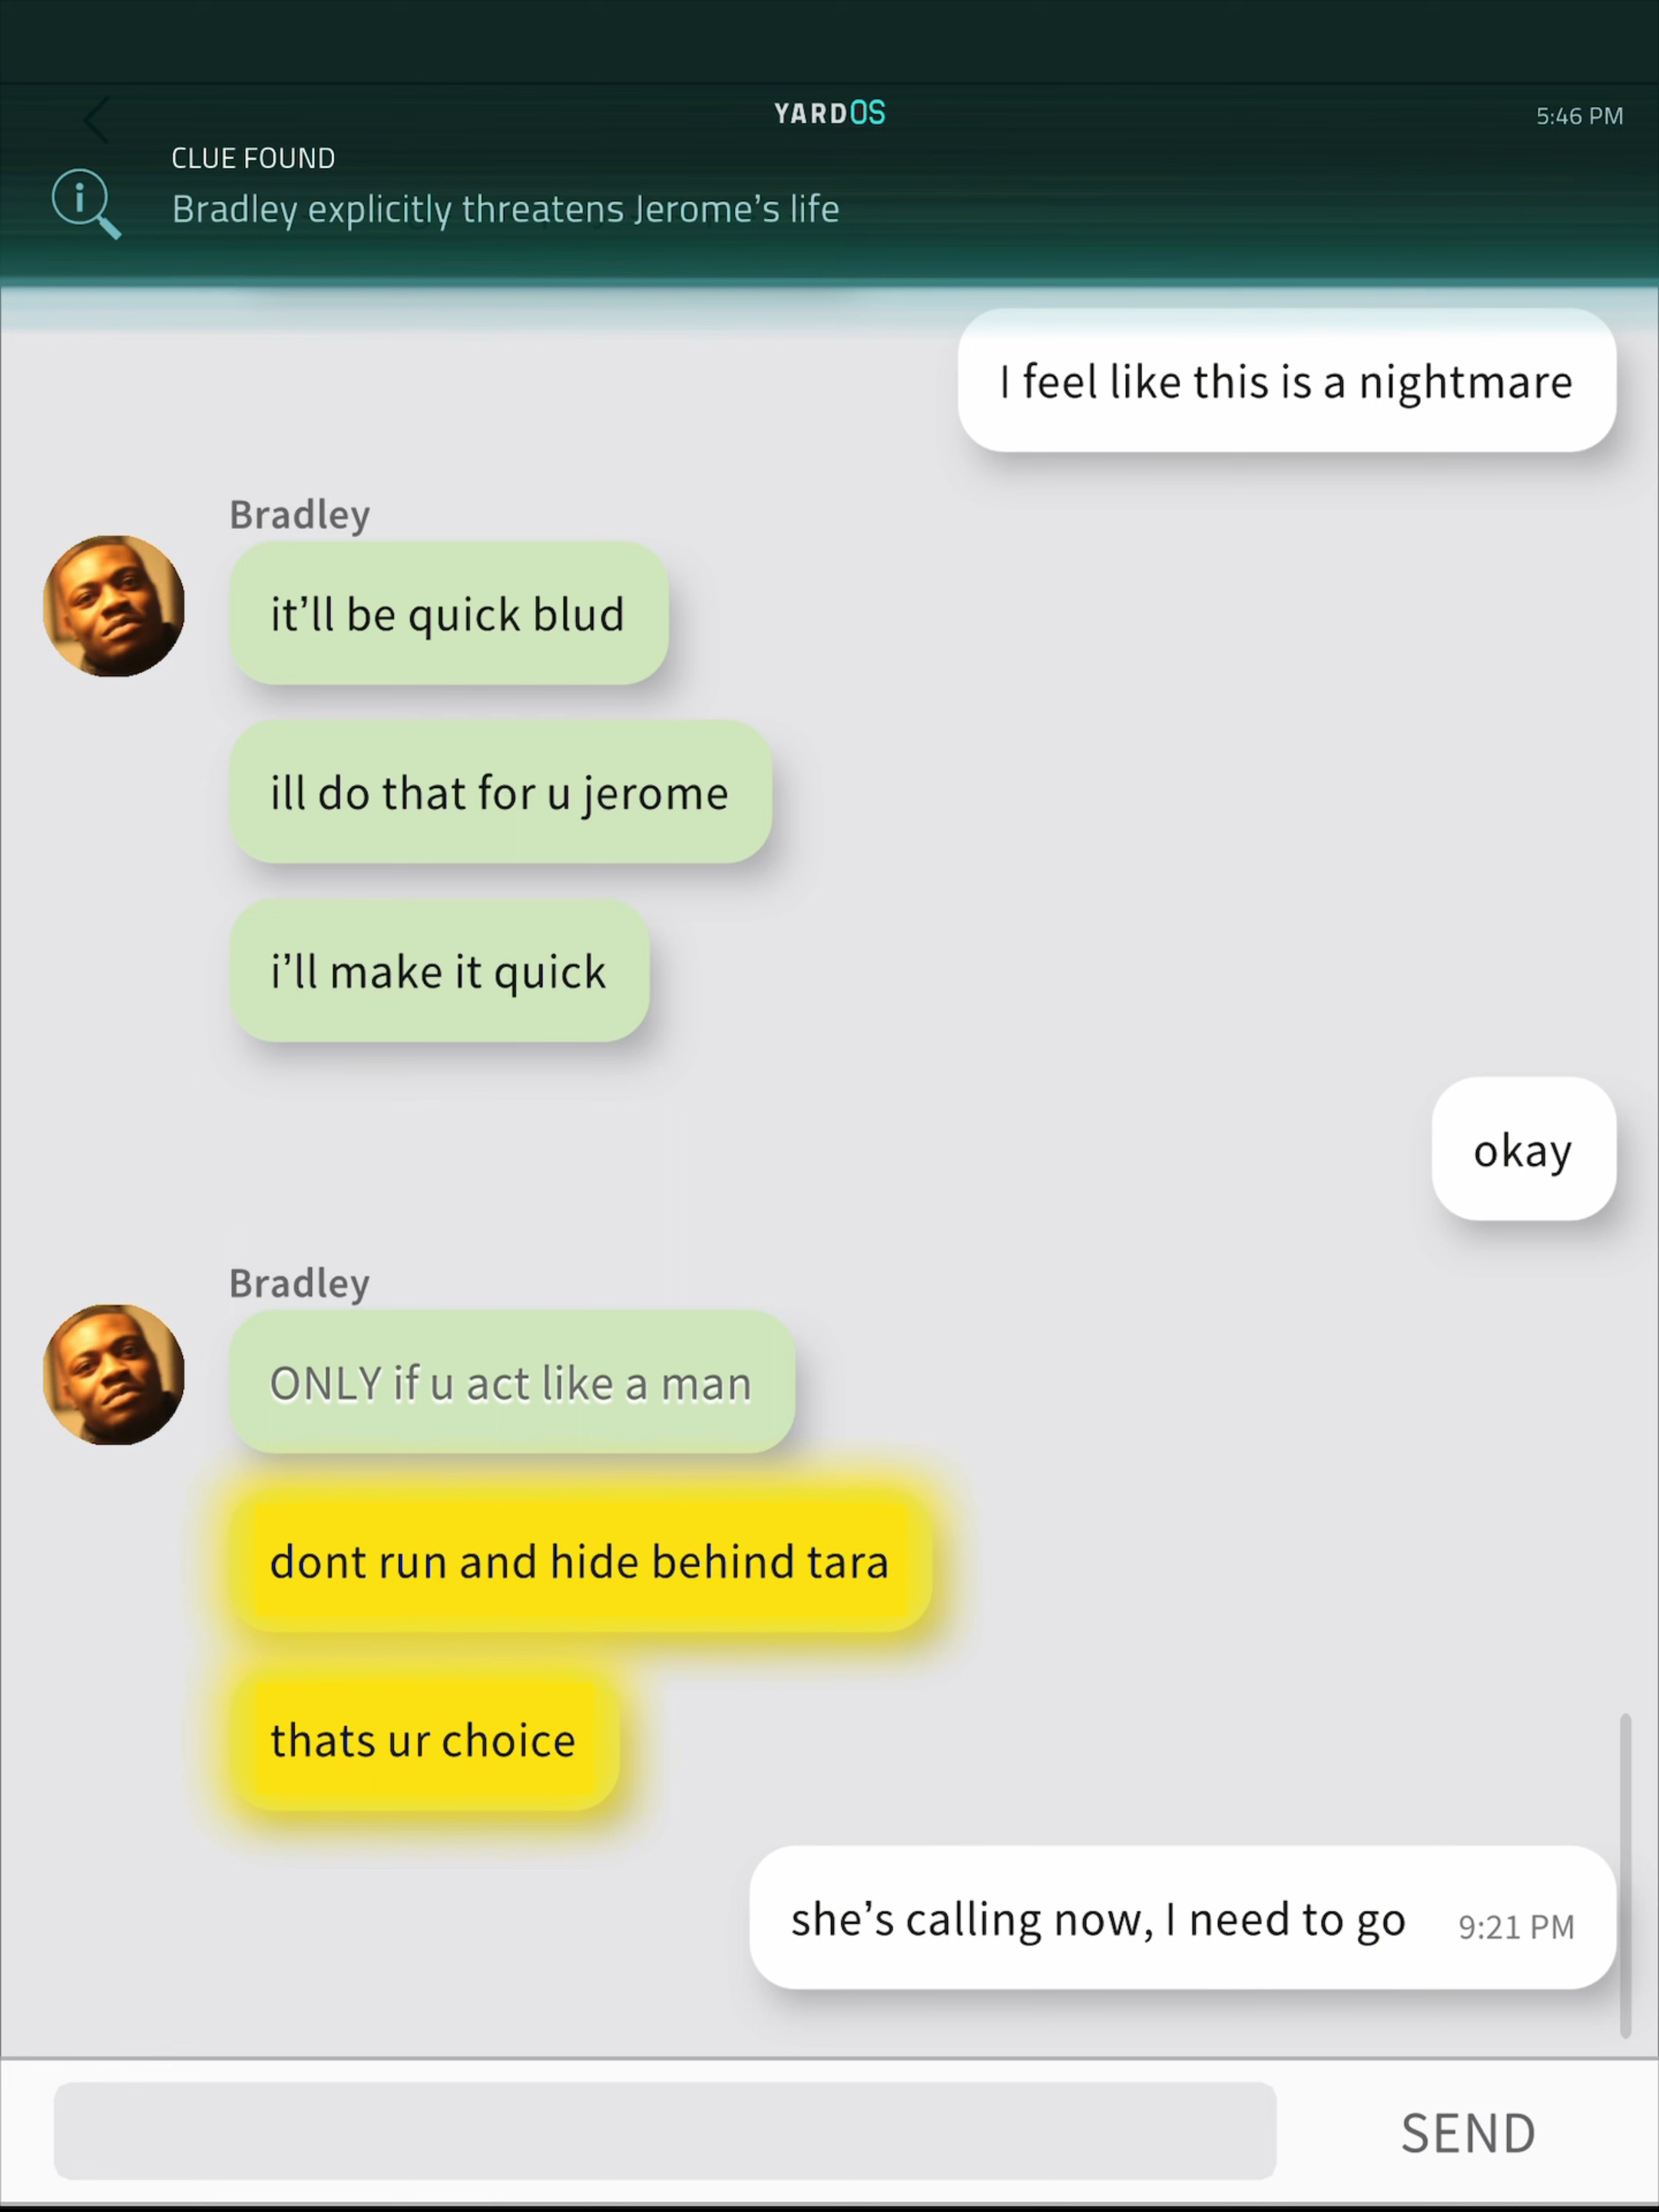 YARDOS
5:46 PM
CLUE FOUND
Bradley explicitly threatens Jerome’s life
I feel like this is a nightmare
Bradley
it’ll be quick blud
ill do that for u jerome
i’ll make it quick
okay
Bradley
ONLY if u act like a man
dont run and hide behind tara
thats ur choice
she’s calling now, I need to go 9:21 PM
SEND